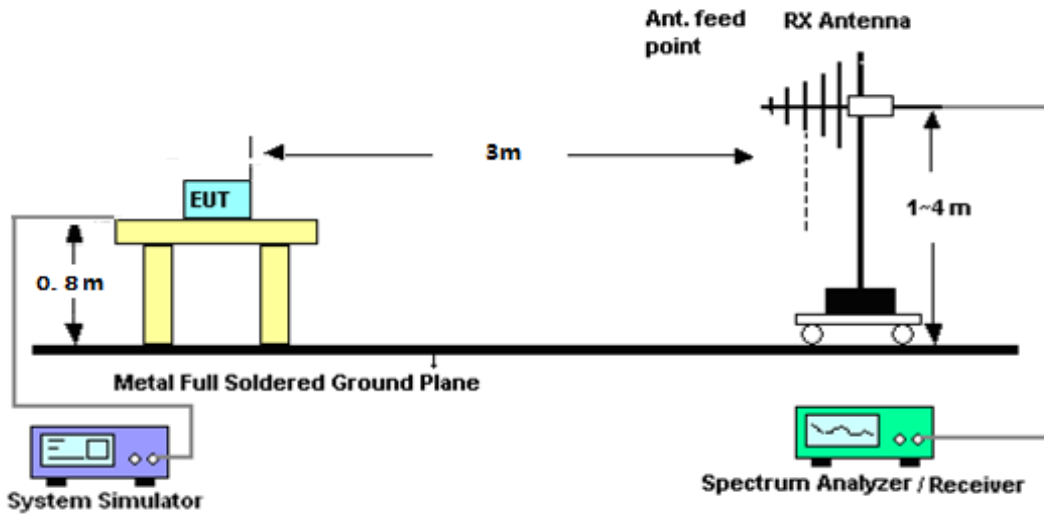 Ant. feed
point
RX Antenna
3m
EUT
1~4 m
0. 8 m
Metal Full Soldered Ground Plane
System Simulator
Spectrum Analyzer / Receiver